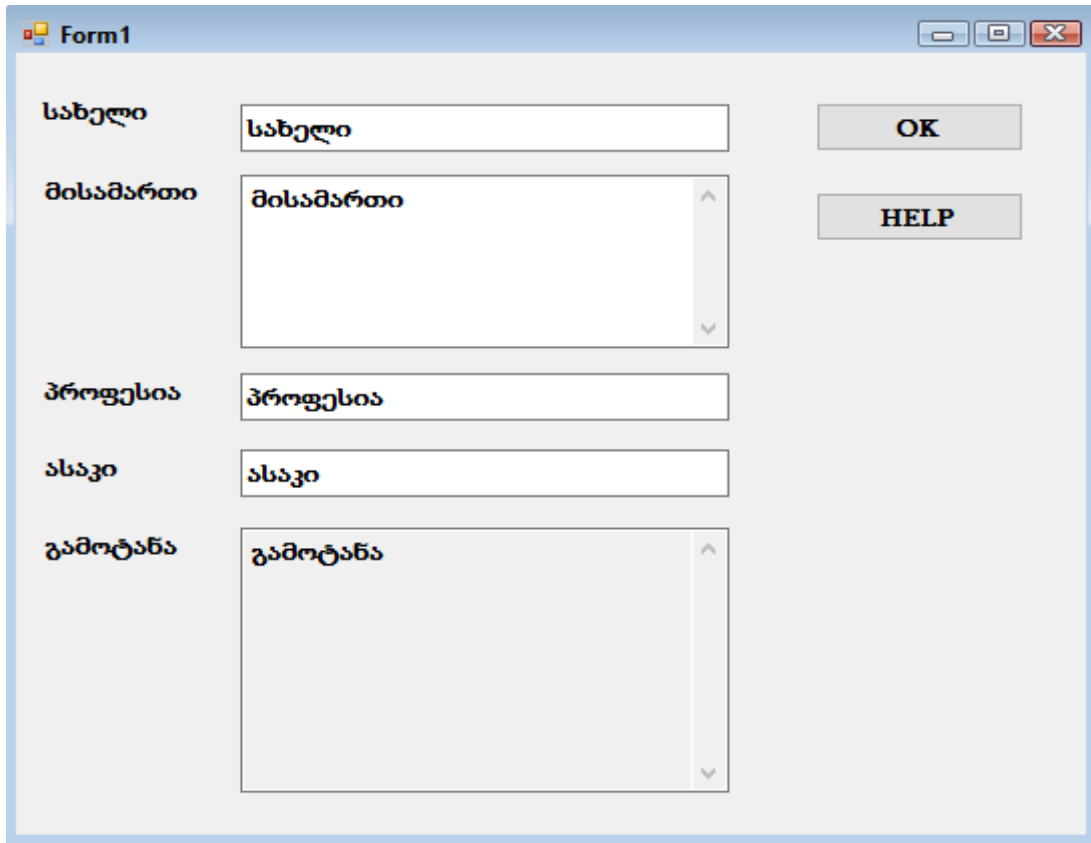 Form1
სახელი
სახელი
OK
მისამართი
მისამართი
HELP
პროფესია
პროფესია
ასაკი
ასაკი
გამოტანა
გამოტანა